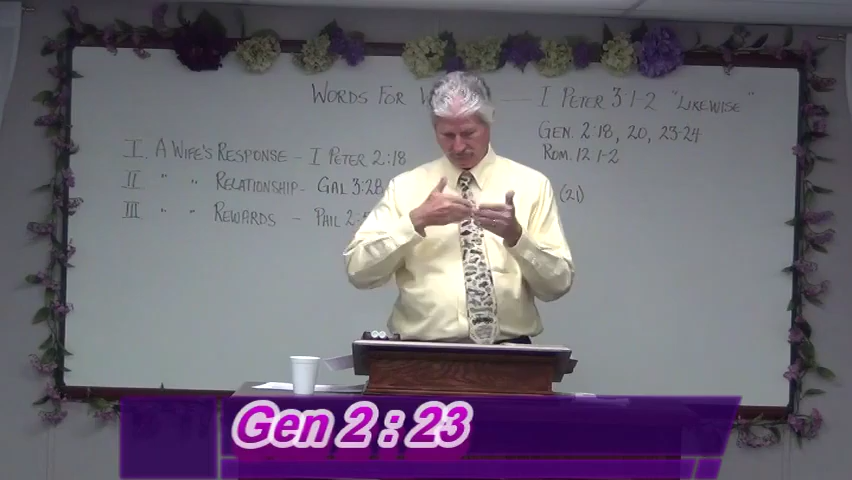 WORDS FOR — I PETER 3:1-2 "LIKEWISE"
GEN. 2:18, 20, 23-24
ROM. 12:1-2
I. A WIFE'S RESPONSE – I PETER 2:18 (21)
II " " RELATIONSHIP - GAL 3:28
III " " REWARDS – PHIL 2:
Gen 2 : 23